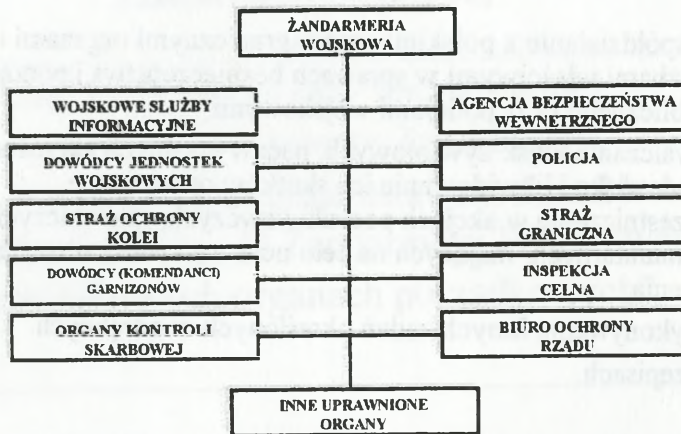 ŻANDARMERIA
WOJSKOWA
WOJSKOWE SŁUŻBY
INFORMACYJNE
AGENCJA BEZPIECZEŃSTWA
WEWNETRZNEGO
DOWÓDCY JEDNOSTEK
WOJSKOWYCH
POLICJA
STRAŻ OCHRONY
KOLEI
STRAŻ
GRANICZNA
DOWÓDCY (KOMENDANCI)
GARNIZONÓW
INSPEKCJA
CELNA
ORGANY KONTROLI
SKARBOWEJ
BIURO OCHRONY
RZĄDU
INNE UPRAWNIONE
ORGANY